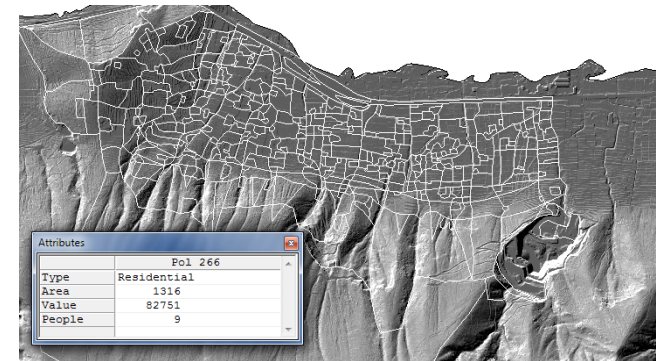 Attributes
Pol 266
Type Residential
Area 1316
Value 82751
People 9